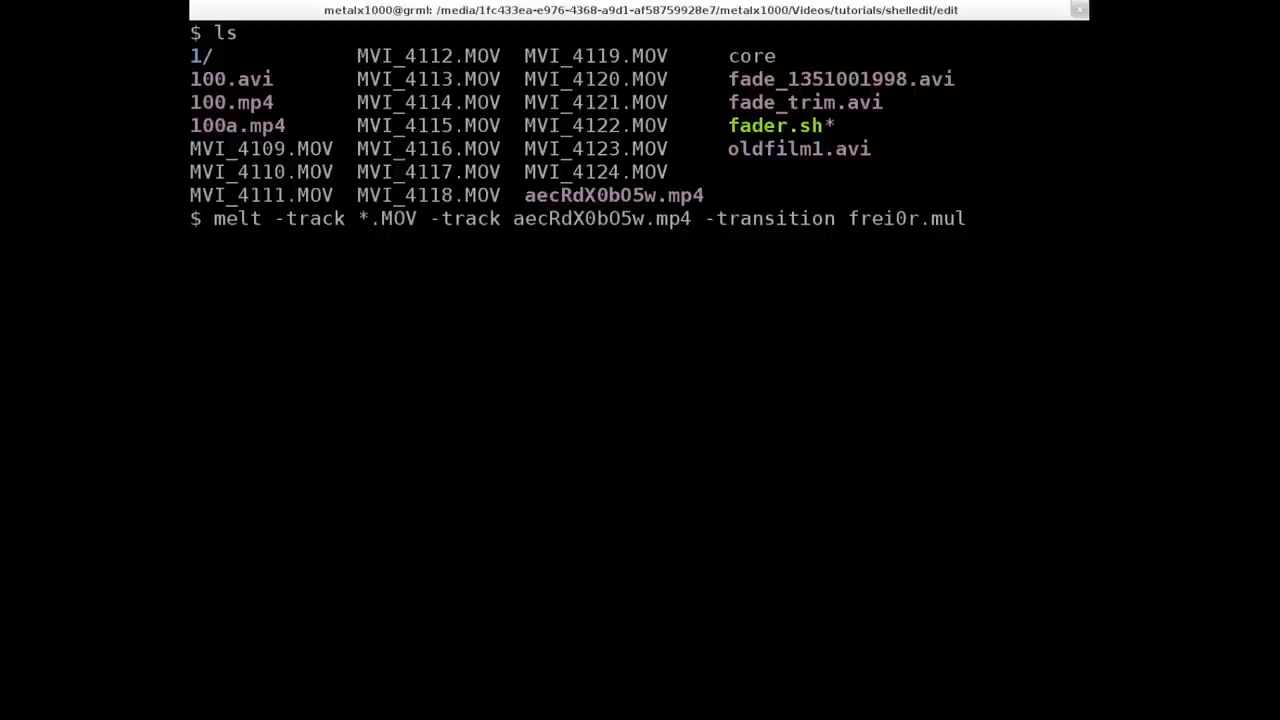 metalx1000@grml: /media/1fc433ea-e976-4368-a9d1-af58759928e7/metalx1000/Videos/tutorials/shelledit/edit
$ ls
1/ MVI_4112.MOV MVI_4119.MOV core
100.avi MVI_4113.MOV MVI_4120.MOV fade_1351001998.avi
100.mp4 MVI_4114.MOV MVI_4121.MOV fade_trim.avi
100a.mp4 MVI_4115.MOV MVI_4122.MOV fader.sh*
MVI_4109.MOV MVI_4116.MOV MVI_4123.MOV oldfilm1.avi
MVI_4110.MOV MVI_4117.MOV MVI_4124.MOV
MVI_4111.MOV MVI_4118.MOV aecRdX0bO5w.mp4
$ melt -track *.MOV -track aecRdX0bO5w.mp4 -transition frei0r.mul